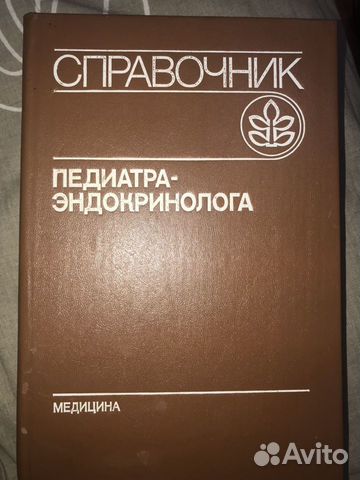 СПРАВОЧНИК
ПЕДИАТРА-
ЭНДОКРИНОЛОГА
МЕДИЦИНА
Avito